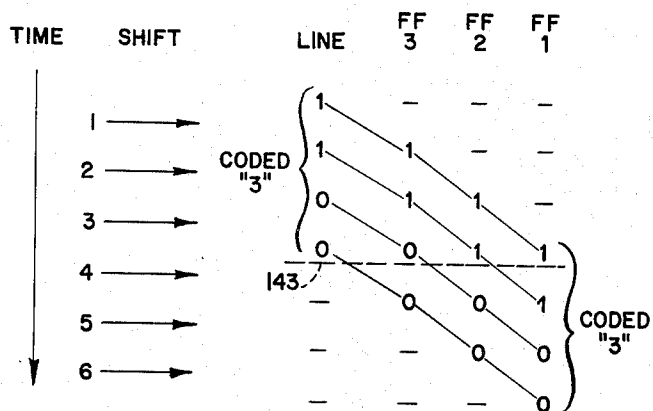 TIME SHIFT LINE FF 3 FF 2 FF 1
1 — — —
1
CODED "3" 1 1 — —
2
0 1 1 —
3
0 0 1 1
143
4
— 0 0 1
5 CODED "3"
— — 0 0
6
— — — 0